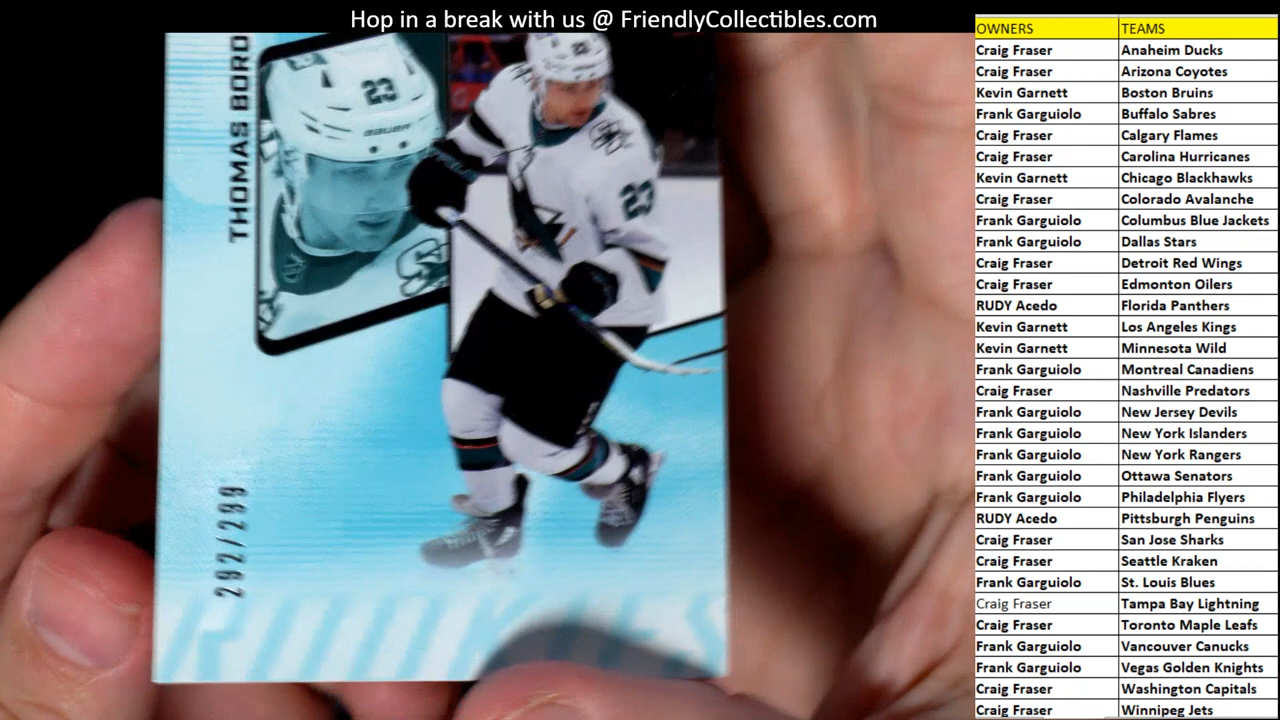 Hop in a break with us @ FriendlyCollectibles.com
THOMAS BORD
23
BAUER
23
292/299
ROOKIES
OWNERS TEAMS
Craig Fraser Anaheim Ducks
Craig Fraser Arizona Coyotes
Kevin Garnett Boston Bruins
Frank Garguiolo Buffalo Sabres
Craig Fraser Calgary Flames
Craig Fraser Carolina Hurricanes
Kevin Garnett Chicago Blackhawks
Craig Fraser Colorado Avalanche
Frank Garguiolo Columbus Blue Jackets
Frank Garguiolo Dallas Stars
Craig Fraser Detroit Red Wings
Craig Fraser Edmonton Oilers
RUDY Acedo Florida Panthers
Kevin Garnett Los Angeles Kings
Kevin Garnett Minnesota Wild
Frank Garguiolo Montreal Canadiens
Craig Fraser Nashville Predators
Frank Garguiolo New Jersey Devils
Frank Garguiolo New York Islanders
Frank Garguiolo New York Rangers
Frank Garguiolo Ottawa Senators
Frank Garguiolo Philadelphia Flyers
RUDY Acedo Pittsburgh Penguins
Craig Fraser San Jose Sharks
Craig Fraser Seattle Kraken
Frank Garguiolo St. Louis Blues
Craig Fraser Tampa Bay Lightning
Craig Fraser Toronto Maple Leafs
Frank Garguiolo Vancouver Canucks
Frank Garguiolo Vegas Golden Knights
Craig Fraser Washington Capitals
Craig Fraser Winnipeg Jets